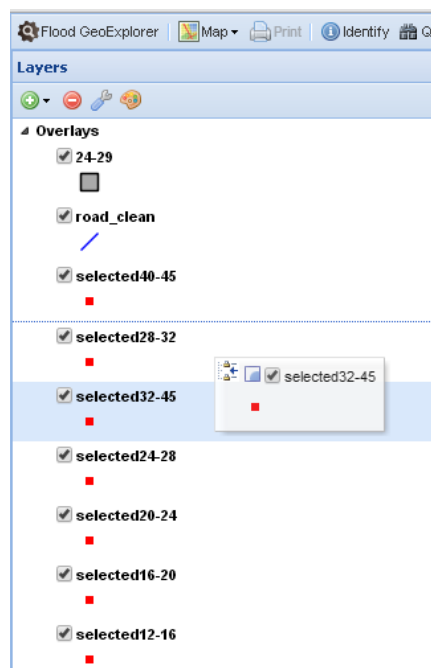 Flood GeoExplorer Map Print Identify Q
Layers
Overlays
24-29
road_clean
selected40-45
selected28-32
selected32-45
selected32-45
selected24-28
selected20-24
selected16-20
selected12-16